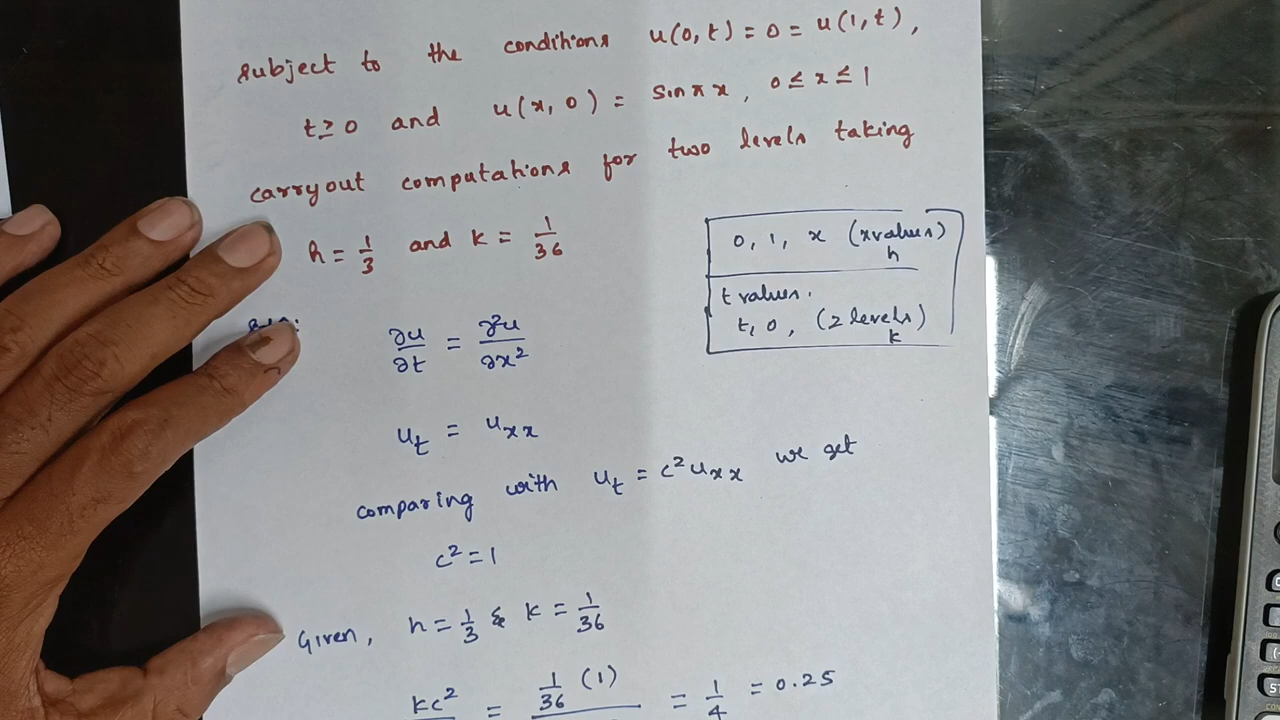 subject to the conditions u(0,t) = 0 = u(1,t),
t ≥ 0 and u(x, 0) = sin πx, 0 ≤ x ≤ 1
carryout computations for two levels taking
h = 1/3 and k = 1/36
0, 1, x (x values)
h
t values.
t, 0, (2 levels)
k
∂u/∂t = ∂²u/∂x²
u_t = u_xx
comparing with u_t = c² u_xx we get
c² = 1
Given, h = 1/3 & k = 1/36
kc² = 1/36 (1) = 1/4 = 0.25